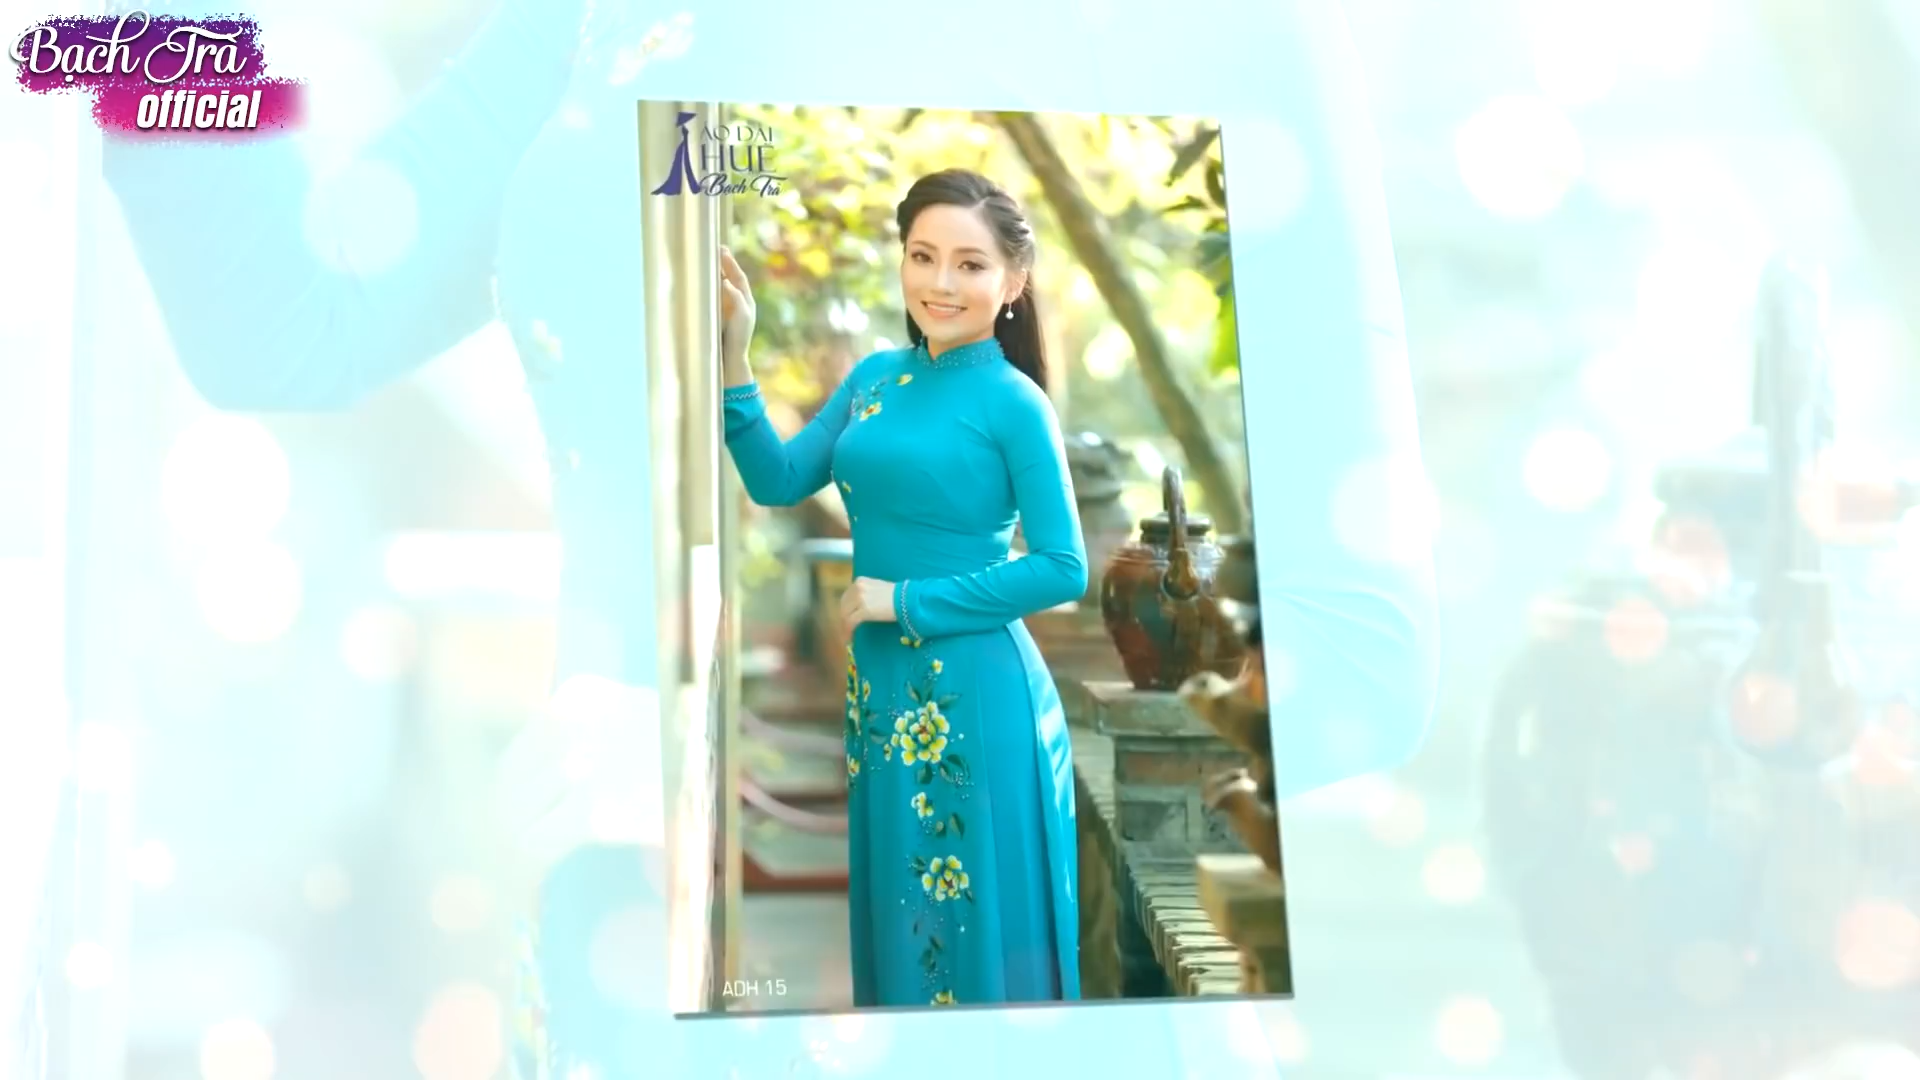 Bạch Trà
official
ÁO DÀI
HUẾ
Bạch Trà
ADH 15